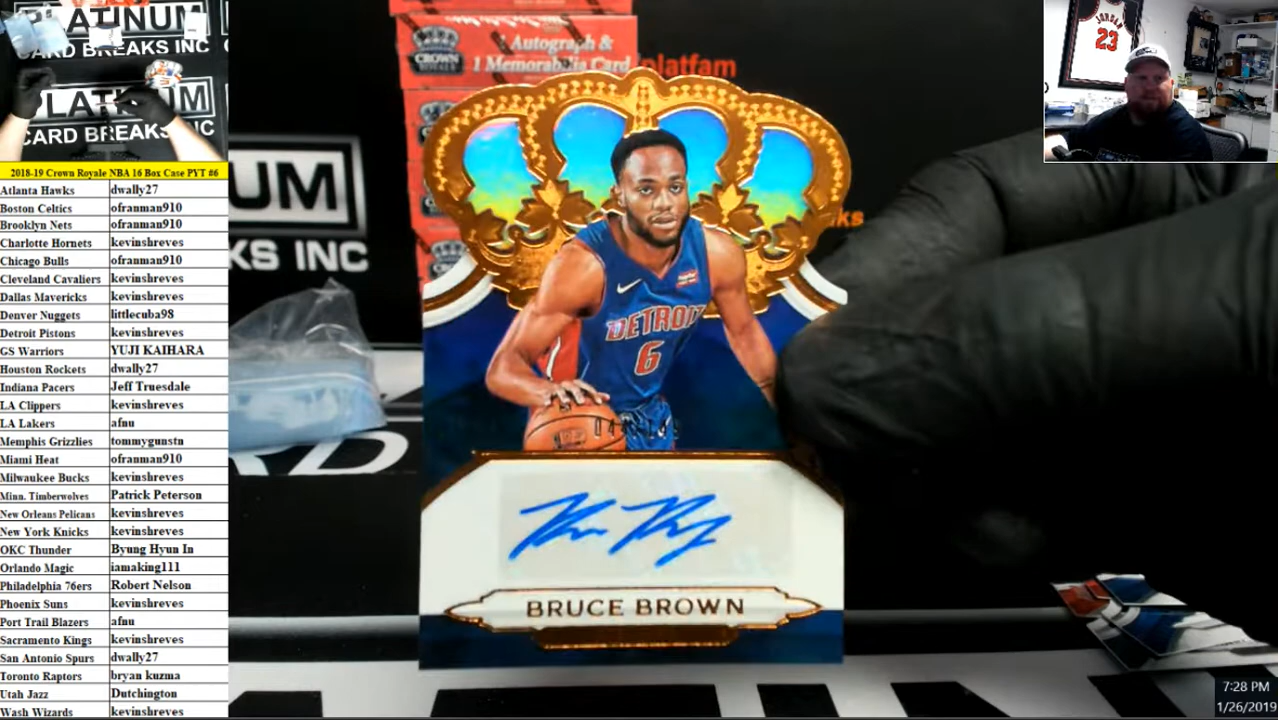 PLATINUM
CARD BREAKS INC
PLATINUM
CARD BREAKS INC
2018-19 Crown Royale NBA 16 Box Case PYT #6
Atlanta Hawks dwally27
Boston Celtics ofranman910
Brooklyn Nets ofranman910
Charlotte Hornets kevinshreves
Chicago Bulls ofranman910
Cleveland Cavaliers kevinshreves
Dallas Mavericks kevinshreves
Denver Nuggets littlecuba98
Detroit Pistons kevinshreves
GS Warriors YUJI KAIHARA
Houston Rockets dwally27
Indiana Pacers Jeff Truesdale
LA Clippers kevinshreves
LA Lakers afnu
Memphis Grizzlies tommygunstn
Miami Heat ofranman910
Milwaukee Bucks kevinshreves
Minn. Timberwolves Patrick Peterson
New Orleans Pelicans kevinshreves
New York Knicks kevinshreves
OKC Thunder Byung Hyun In
Orlando Magic iamaking111
Philadelphia 76ers Robert Nelson
Phoenix Suns kevinshreves
Port Trail Blazers afnu
Sacramento Kings kevinshreves
San Antonio Spurs dwally27
Toronto Raptors bryan kuzma
Utah Jazz Dutchington
Wash Wizards kevinshreves
CROWN
ROYALE
1 Autograph &
1 Memorabilia Card
platfam
UM
KS INC
DETROIT
6
BRUCE BROWN
JORDAN
23
7:28 PM
1/26/2019